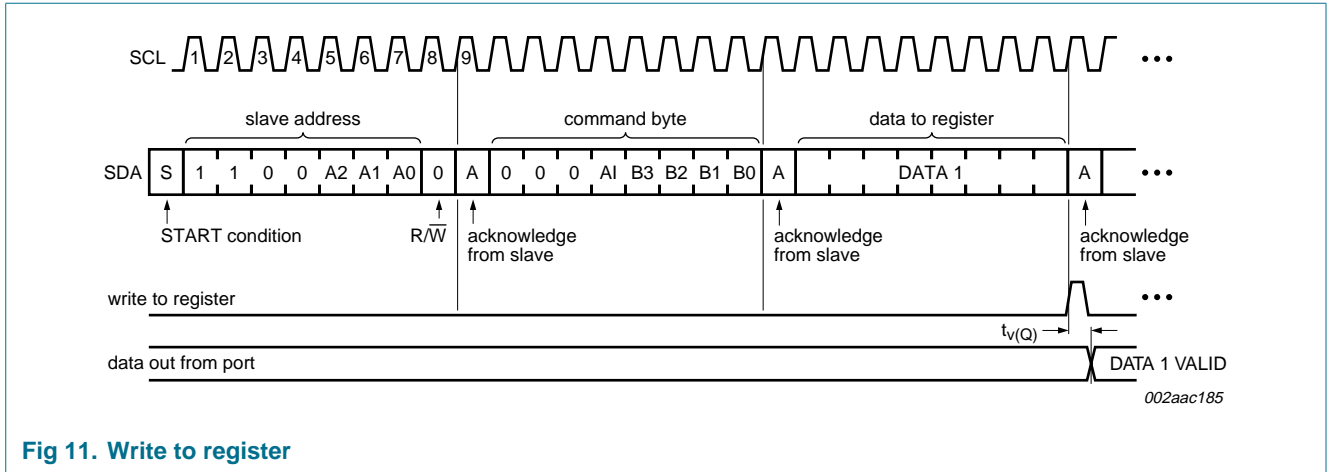 SCL 1 2 3 4 5 6 7 8 9 •••
slave address command byte data to register
SDA S 1 1 0 0 A2 A1 A0 0 A 0 0 0 AI B3 B2 B1 B0 A DATA 1 A •••
START condition R/W̅ acknowledge from slave acknowledge from slave acknowledge from slave
write to register •••
tv(Q)
data out from port DATA 1 VALID
002aac185
Fig 11. Write to register